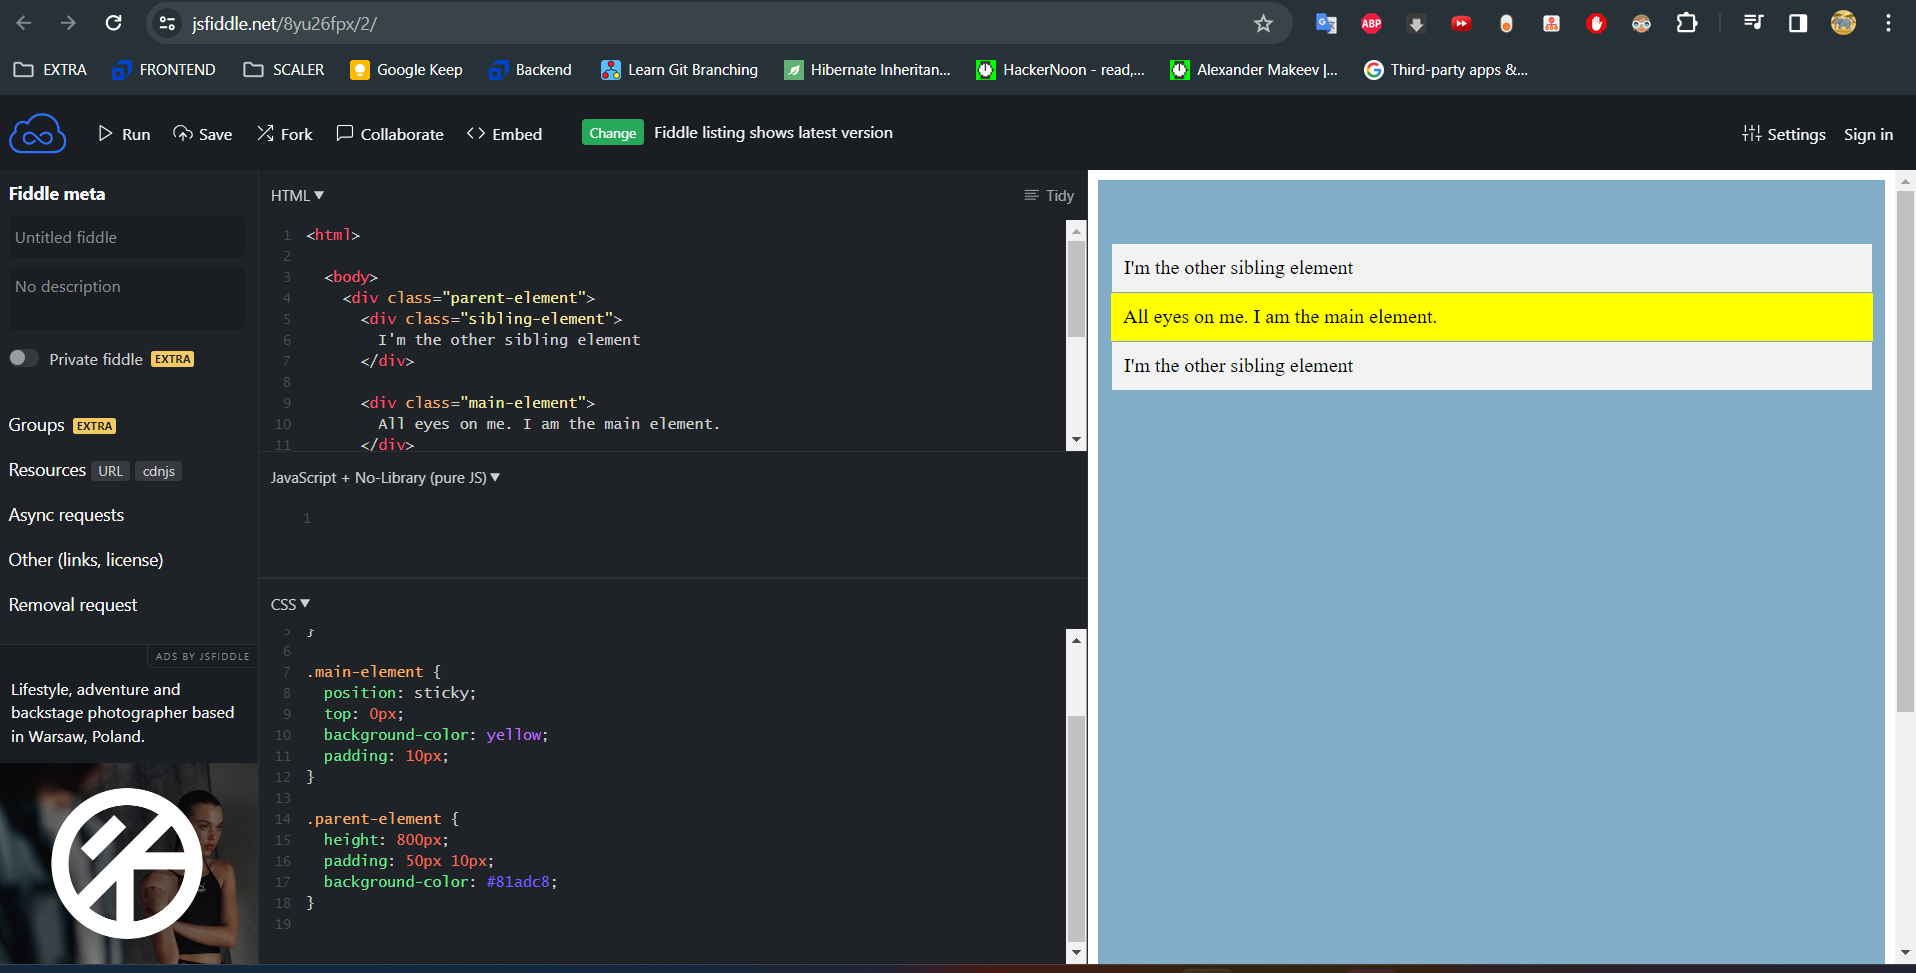 jsfiddle.net/8yu26fpx/2/
ABP
EXTRA
FRONTEND
SCALER
Google Keep
Backend
Learn Git Branching
Hibernate Inheritan...
HackerNoon - read,...
Alexander Makeev |...
Third-party apps &...
Run
Save
Fork
Collaborate
Embed
Change
Fiddle listing shows latest version
Settings
Sign in
Fiddle meta
Untitled fiddle
No description
Private fiddle EXTRA
Groups EXTRA
Resources URL cdnjs
Async requests
Other (links, license)
Removal request
ADS BY JSFIDDLE
Lifestyle, adventure and
backstage photographer based
in Warsaw, Poland.
HTML
Tidy
1 <html>
2
3 <body>
4 <div class="parent-element">
5 <div class="sibling-element">
6 I'm the other sibling element
7 </div>
8
9 <div class="main-element">
10 All eyes on me. I am the main element.
11 </div>
JavaScript + No-Library (pure JS)
1
CSS
5 }
6
7 .main-element {
8 position: sticky;
9 top: 0px;
10 background-color: yellow;
11 padding: 10px;
12 }
13
14 .parent-element {
15 height: 800px;
16 padding: 50px 10px;
17 background-color: #81adc8;
18 }
19
I'm the other sibling element
All eyes on me. I am the main element.
I'm the other sibling element